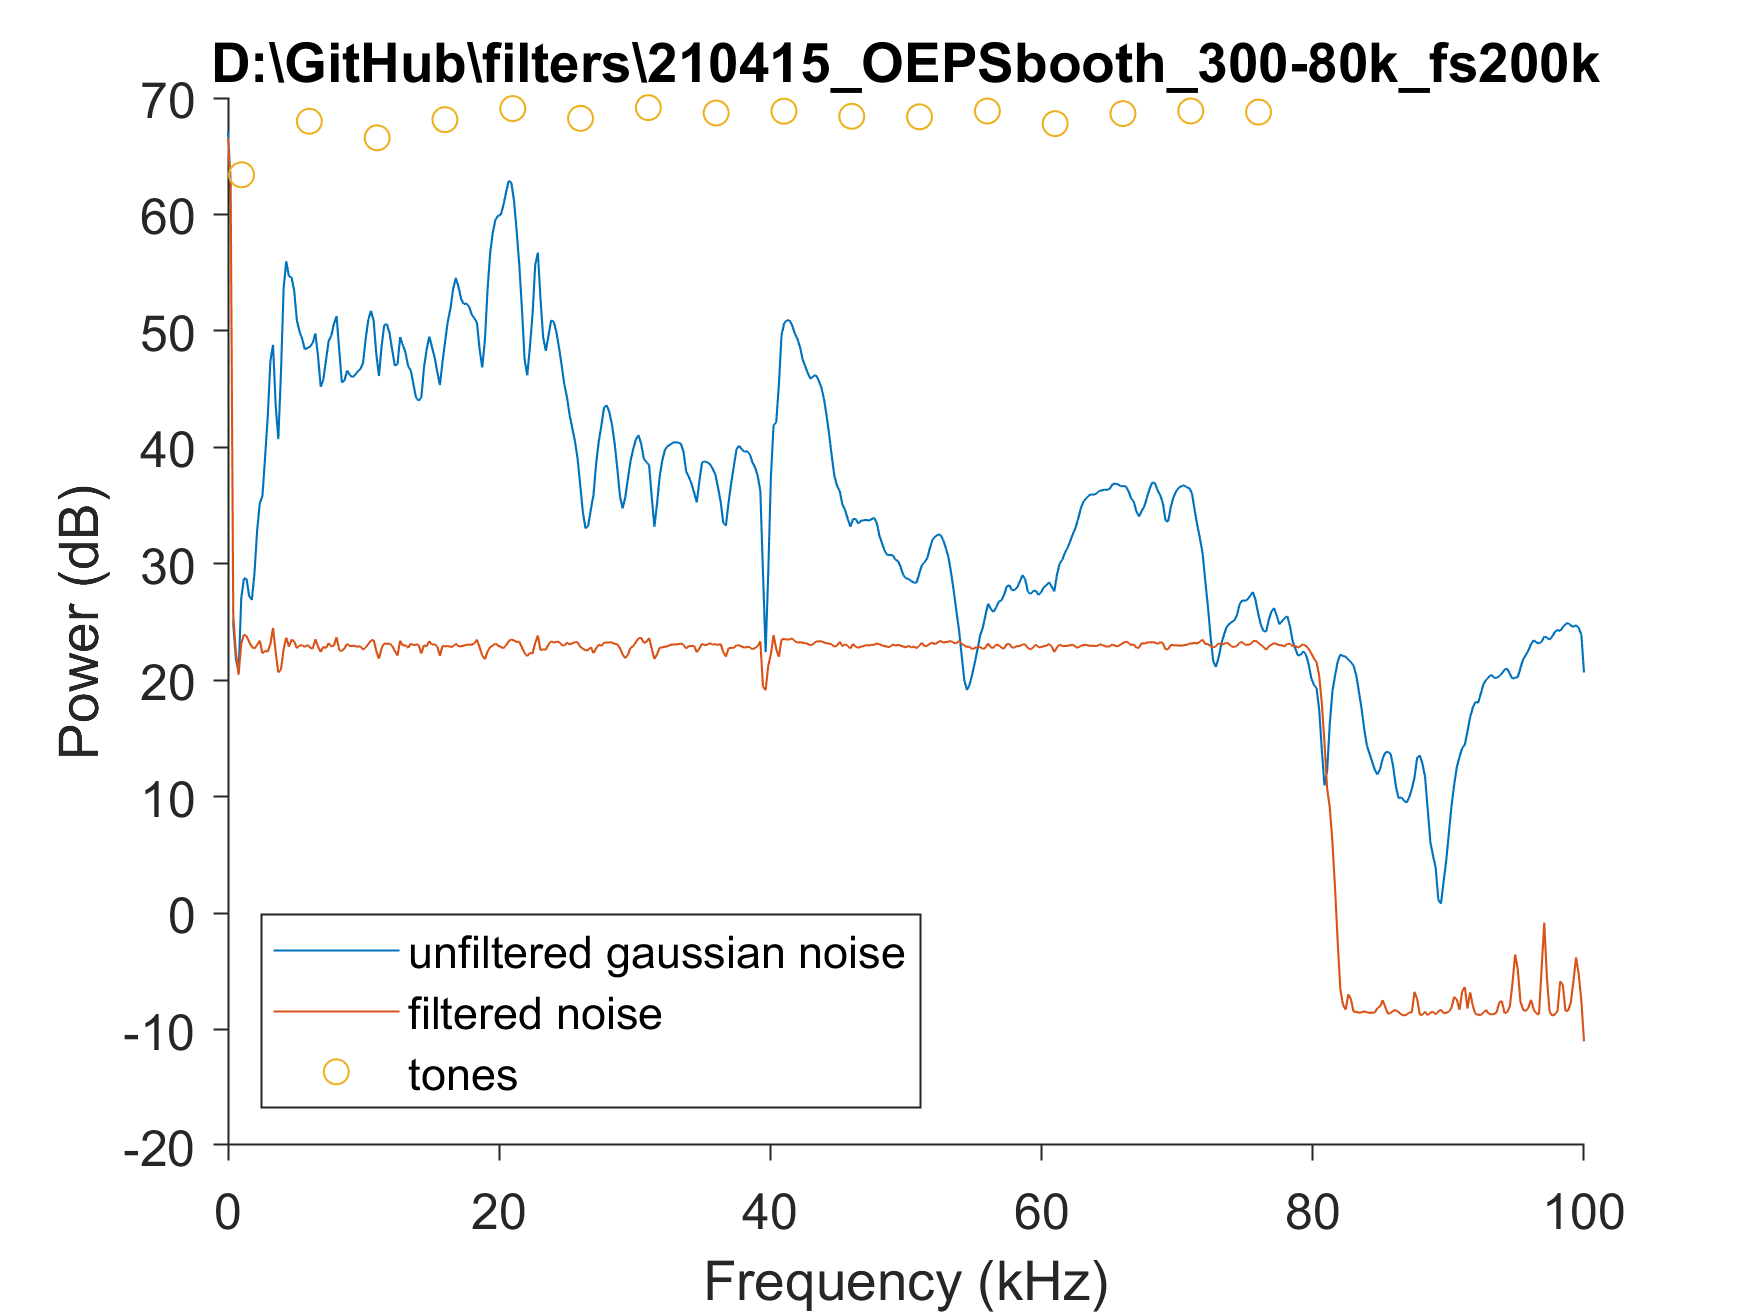 D:\GitHub\filters\210415_OEPSbooth_300-80k_fs200k
70
60
50
40
30
20
10
0
-10
-20
Power (dB)
unfiltered gaussian noise
filtered noise
tones
0 20 40 60 80 100
Frequency (kHz)